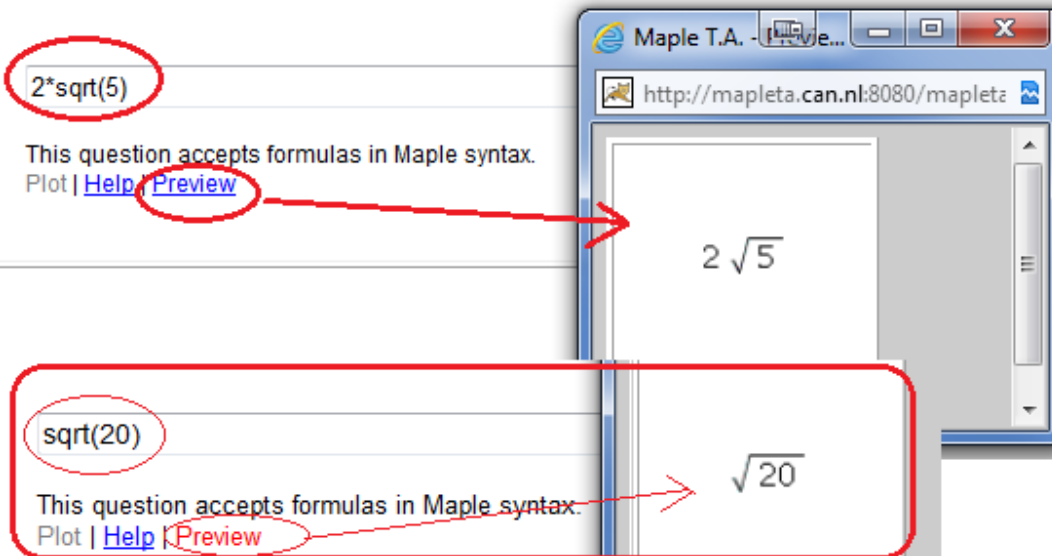 Maple T.A. - Previe...
2*sqrt(5)
http://mapleta.can.nl:8080/mapleta
This question accepts formulas in Maple syntax.
Plot | Help | Preview
2 √5
sqrt(20)
√20
This question accepts formulas in Maple syntax.
Plot | Help | Preview